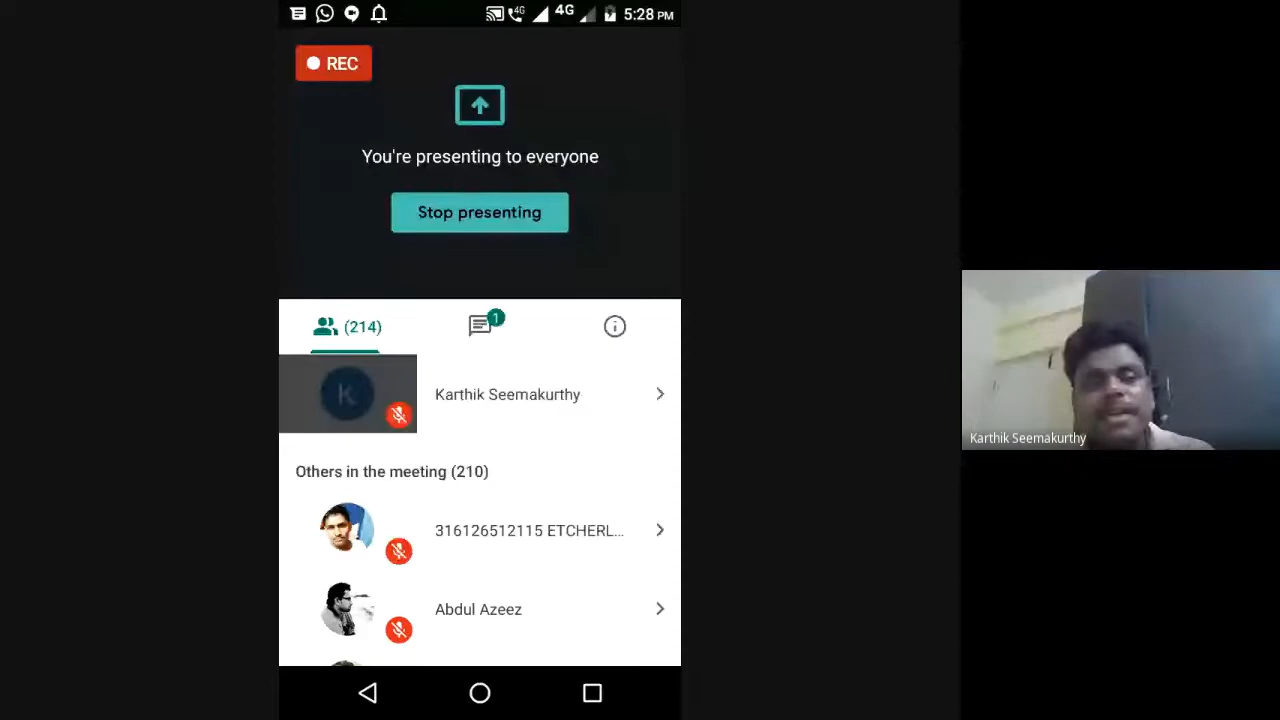 4G 4G 5:28 PM
REC
You're presenting to everyone
Stop presenting
(214)
1
K
Karthik Seemakurthy
Others in the meeting (210)
316126512115 ETCHERL...
Abdul Azeez
Karthik Seemakurthy